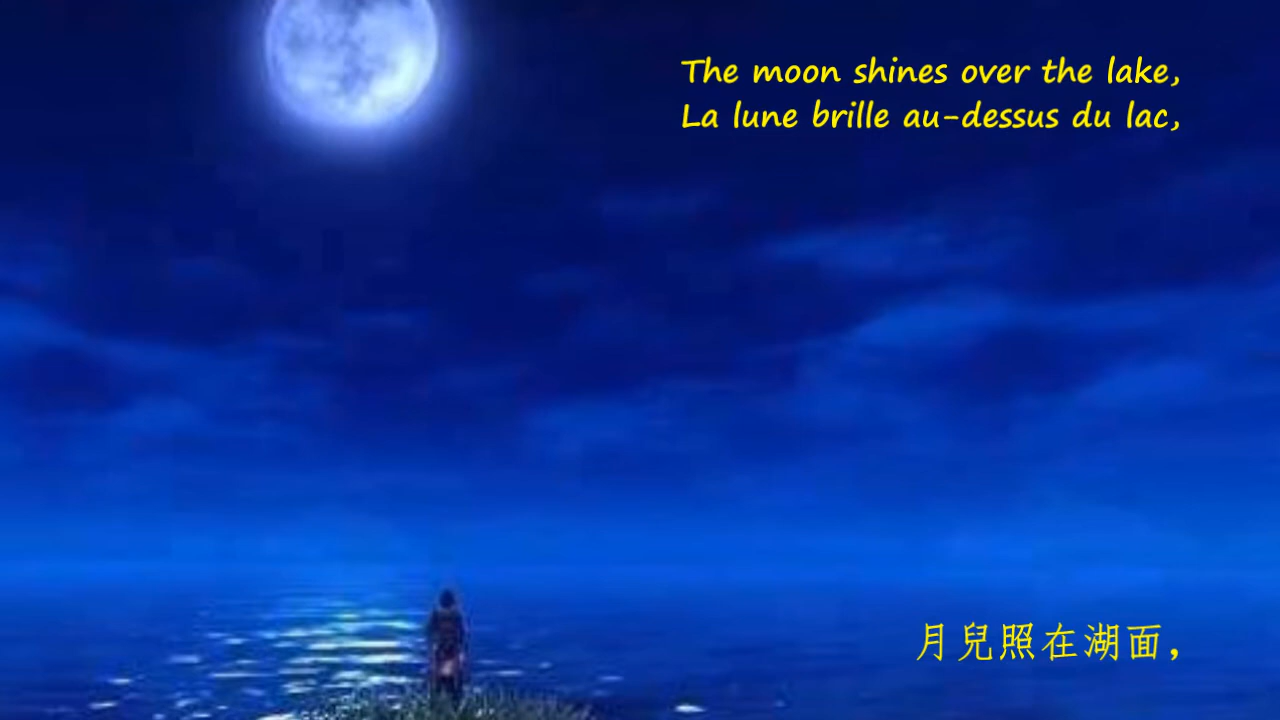 The moon shines over the lake,
La lune brille au-dessus du lac,
月兒照在湖面，